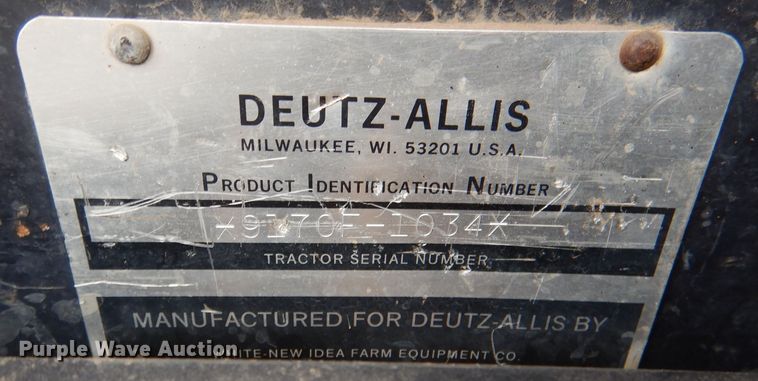 DEUTZ-ALLIS
MILWAUKEE, WI. 53201 U.S.A.
PRODUCT IDENTIFICATION NUMBER
*9170F-1034*
TRACTOR SERIAL NUMBER
MANUFACTURED FOR DEUTZ-ALLIS BY
ITE-NEW IDEA FARM EQUIPMENT CO.
Purple Wave Auction